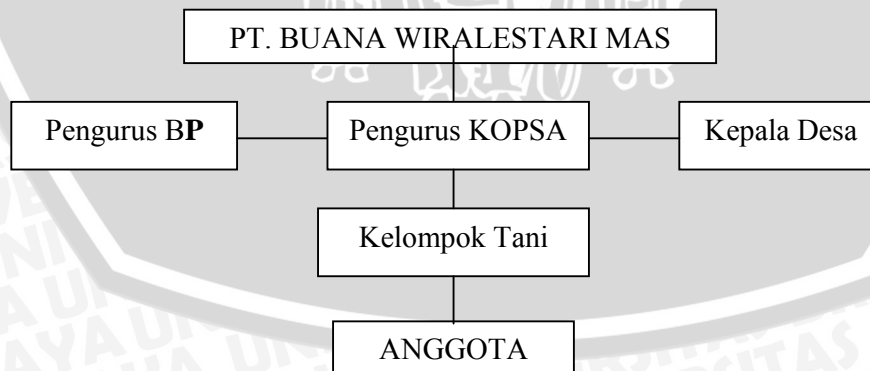 PT. BUANA WIRALESTARI MAS
Pengurus BP
Pengurus KOPSA
Kepala Desa
Kelompok Tani
ANGGOTA